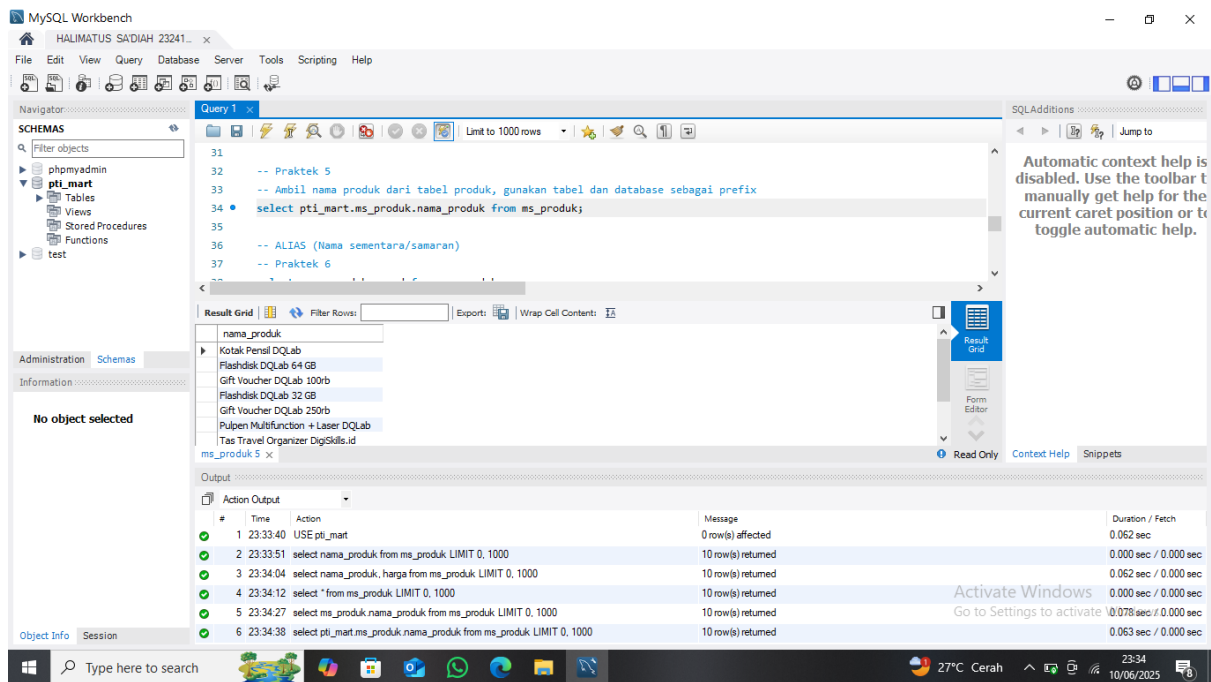 MySQL Workbench
HALIMATUS SA'DIAH 23241...
File Edit View Query Database Server Tools Scripting Help
Navigator
SCHEMAS
Filter objects
phpmyadmin
pti_mart
Tables
Views
Stored Procedures
Functions
test
Administration Schemas
Information
No object selected
Object Info Session
Query 1
Limit to 1000 rows
31
32 -- Praktek 5
33 -- Ambil nama produk dari tabel produk, gunakan tabel dan database sebagai prefix
34 select pti_mart.ms_produk.nama_produk from ms_produk;
35
36 -- ALIAS (Nama sementara/samaran)
37 -- Praktek 6
Result Grid Filter Rows: Export: Wrap Cell Content:
nama_produk
Kotak Pensil DQLab
Flashdisk DQLab 64 GB
Gift Voucher DQLab 100rb
Flashdisk DQLab 32 GB
Gift Voucher DQLab 250rb
Pulpen Multifunction + Laser DQLab
Tas Travel Organizer DigiSkills.id
Result Grid
Form Editor
ms_produk 5
Read Only
SQLAdditions
Jump to
Automatic context help is
disabled. Use the toolbar t
manually get help for the
current caret position or to
toggle automatic help.
Context Help Snippets
Output
Action Output
# Time Action Message Duration / Fetch
1 23:33:40 USE pti_mart 0 row(s) affected 0.062 sec
2 23:33:51 select nama_produk from ms_produk LIMIT 0, 1000 10 row(s) returned 0.000 sec / 0.000 sec
3 23:34:04 select nama_produk, harga from ms_produk LIMIT 0, 1000 10 row(s) returned 0.062 sec / 0.000 sec
4 23:34:12 select * from ms_produk LIMIT 0, 1000 10 row(s) returned 0.000 sec / 0.000 sec
5 23:34:27 select ms_produk.nama_produk from ms_produk LIMIT 0, 1000 10 row(s) returned 0.078 sec / 0.000 sec
6 23:34:38 select pti_mart.ms_produk.nama_produk from ms_produk LIMIT 0, 1000 10 row(s) returned 0.063 sec / 0.000 sec
Activate Windows
Go to Settings to activate
Type here to search
27°C Cerah
23:34
10/06/2025
8